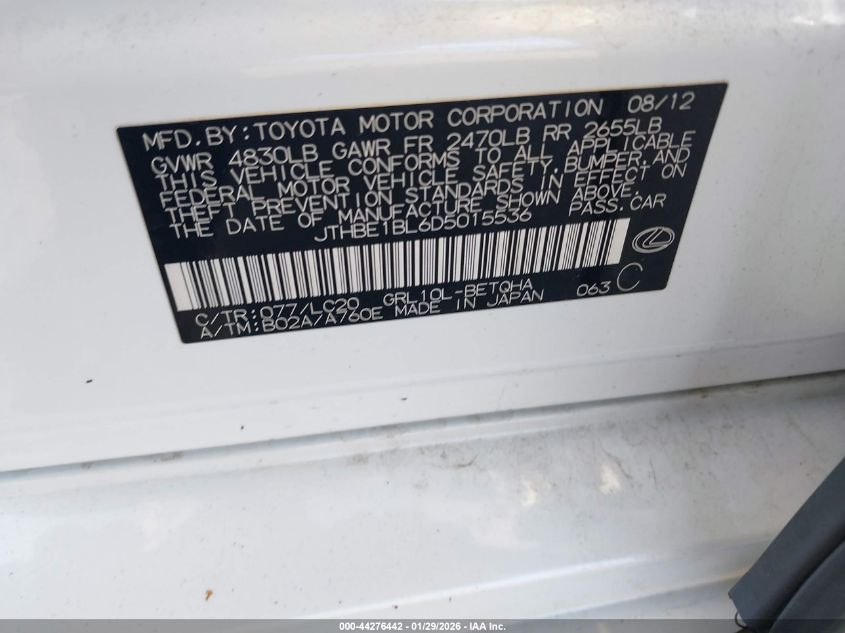 MFD.BY:TOYOTA MOTOR CORPORATION 08/12
GVWR 4830LB GAWR FR 2470LB RR 2655LB
THIS VEHICLE CONFORMS TO ALL APPLICABLE
FEDERAL MOTOR VEHICLE SAFETY,BUMPER,AND
THEFT PREVENTION STANDARDS IN EFFECT ON
THE DATE OF MANUFACTURE SHOWN ABOVE.
JTHBE1BL6D5015536 PASS.CAR
C/TR:077/LC20 GRL10L-BETQHA 063 C
A/TM:B02A/A760E MADE IN JAPAN
000-44276442 - 01/29/2026 - IAA Inc.